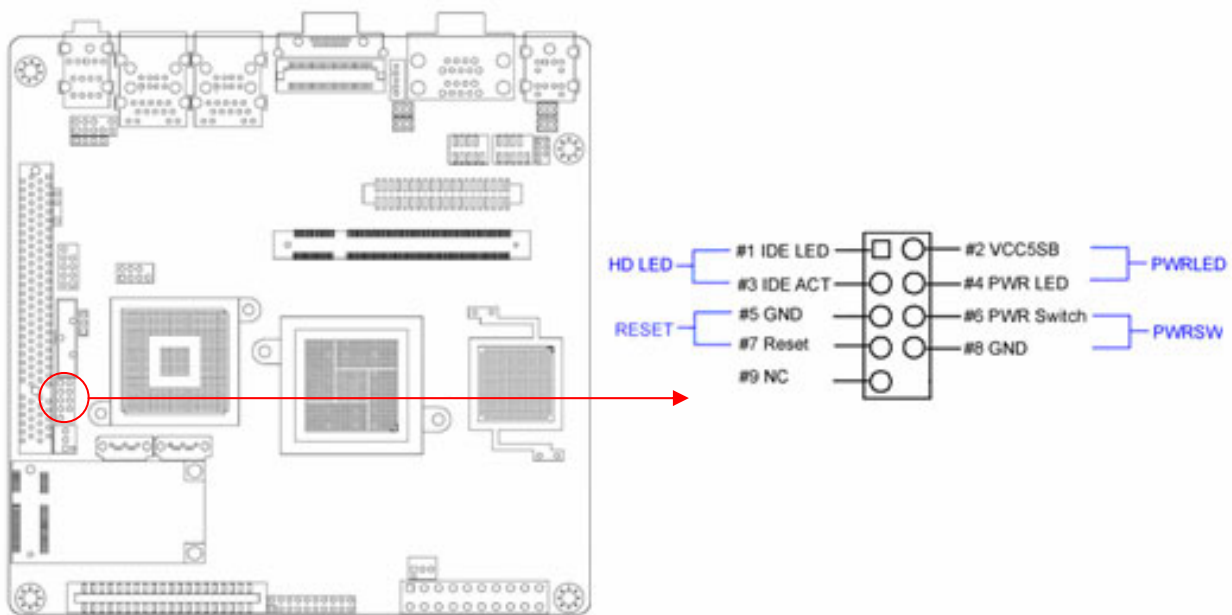 HD LED
#1 IDE LED
#3 IDE ACT
RESET
#5 GND
#7 Reset
#9 NC
#2 VCC5SB
#4 PWR LED
PWRLED
#6 PWR Switch
#8 GND
PWRSW